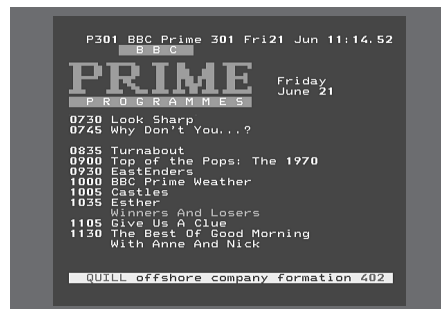 P301 BBC Prime 301 Fri21 Jun 11:14.52
BBC
PRIME
PROGRAMMES
Friday
June 21
0730 Look Sharp
0745 Why Don't You...?
0835 Turnabout
0900 Top of the Pops: The 1970
0930 EastEnders
1000 BBC Prime Weather
1005 Castles
1035 Esther
Winners And Losers
1105 Give Us A Clue
1130 The Best Of Good Morning
With Anne And Nick
QUILL offshore company formation 402